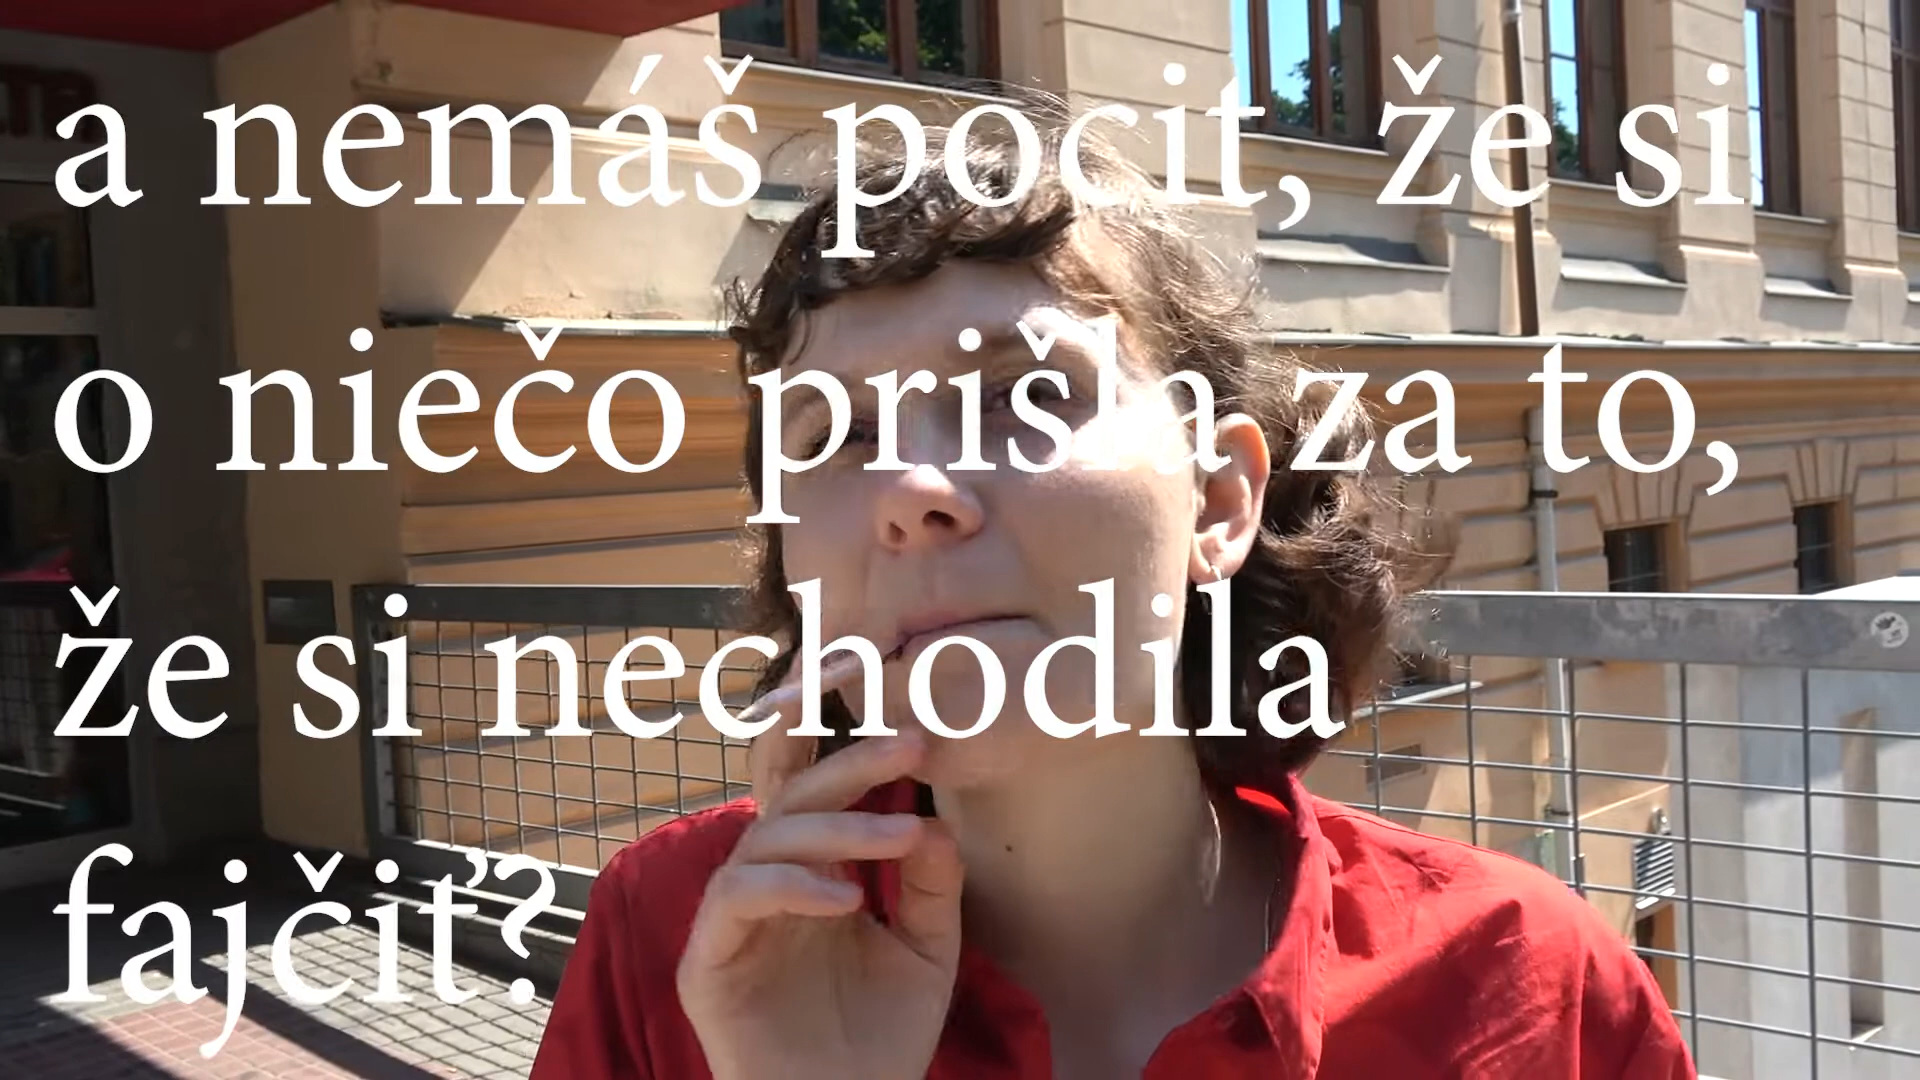 a nemáš pocit, že si
o niečo prišla za to,
že si nechodila
fajčiť?